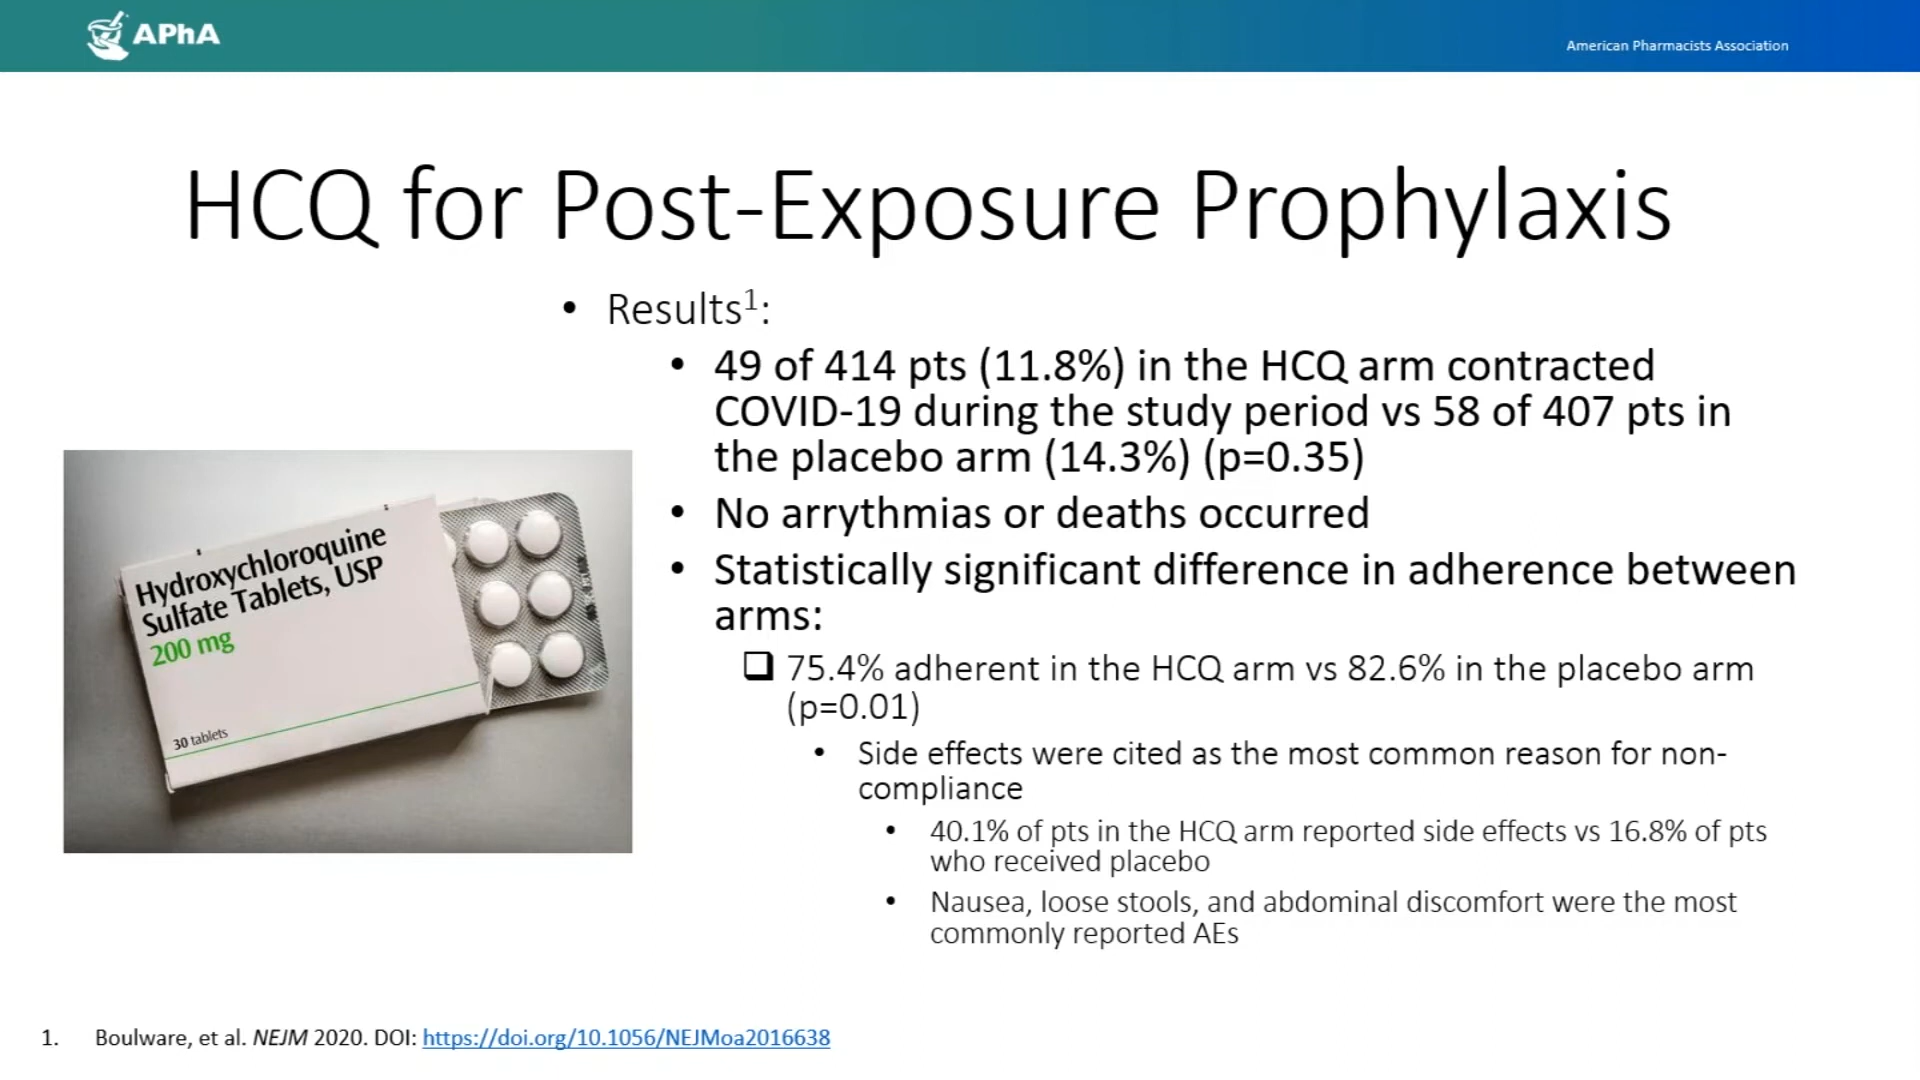 APhA
American Pharmacists Association
HCQ for Post-Exposure Prophylaxis
• Results¹:
• 49 of 414 pts (11.8%) in the HCQ arm contracted
COVID-19 during the study period vs 58 of 407 pts in
the placebo arm (14.3%) (p=0.35)
• No arrythmias or deaths occurred
• Statistically significant difference in adherence between
arms:
❑ 75.4% adherent in the HCQ arm vs 82.6% in the placebo arm
(p=0.01)
• Side effects were cited as the most common reason for non-
compliance
• 40.1% of pts in the HCQ arm reported side effects vs 16.8% of pts
who received placebo
• Nausea, loose stools, and abdominal discomfort were the most
commonly reported AEs
Hydroxychloroquine
Sulfate Tablets, USP
200 mg
30 tablets
1. Boulware, et al. NEJM 2020. DOI: https://doi.org/10.1056/NEJMoa2016638